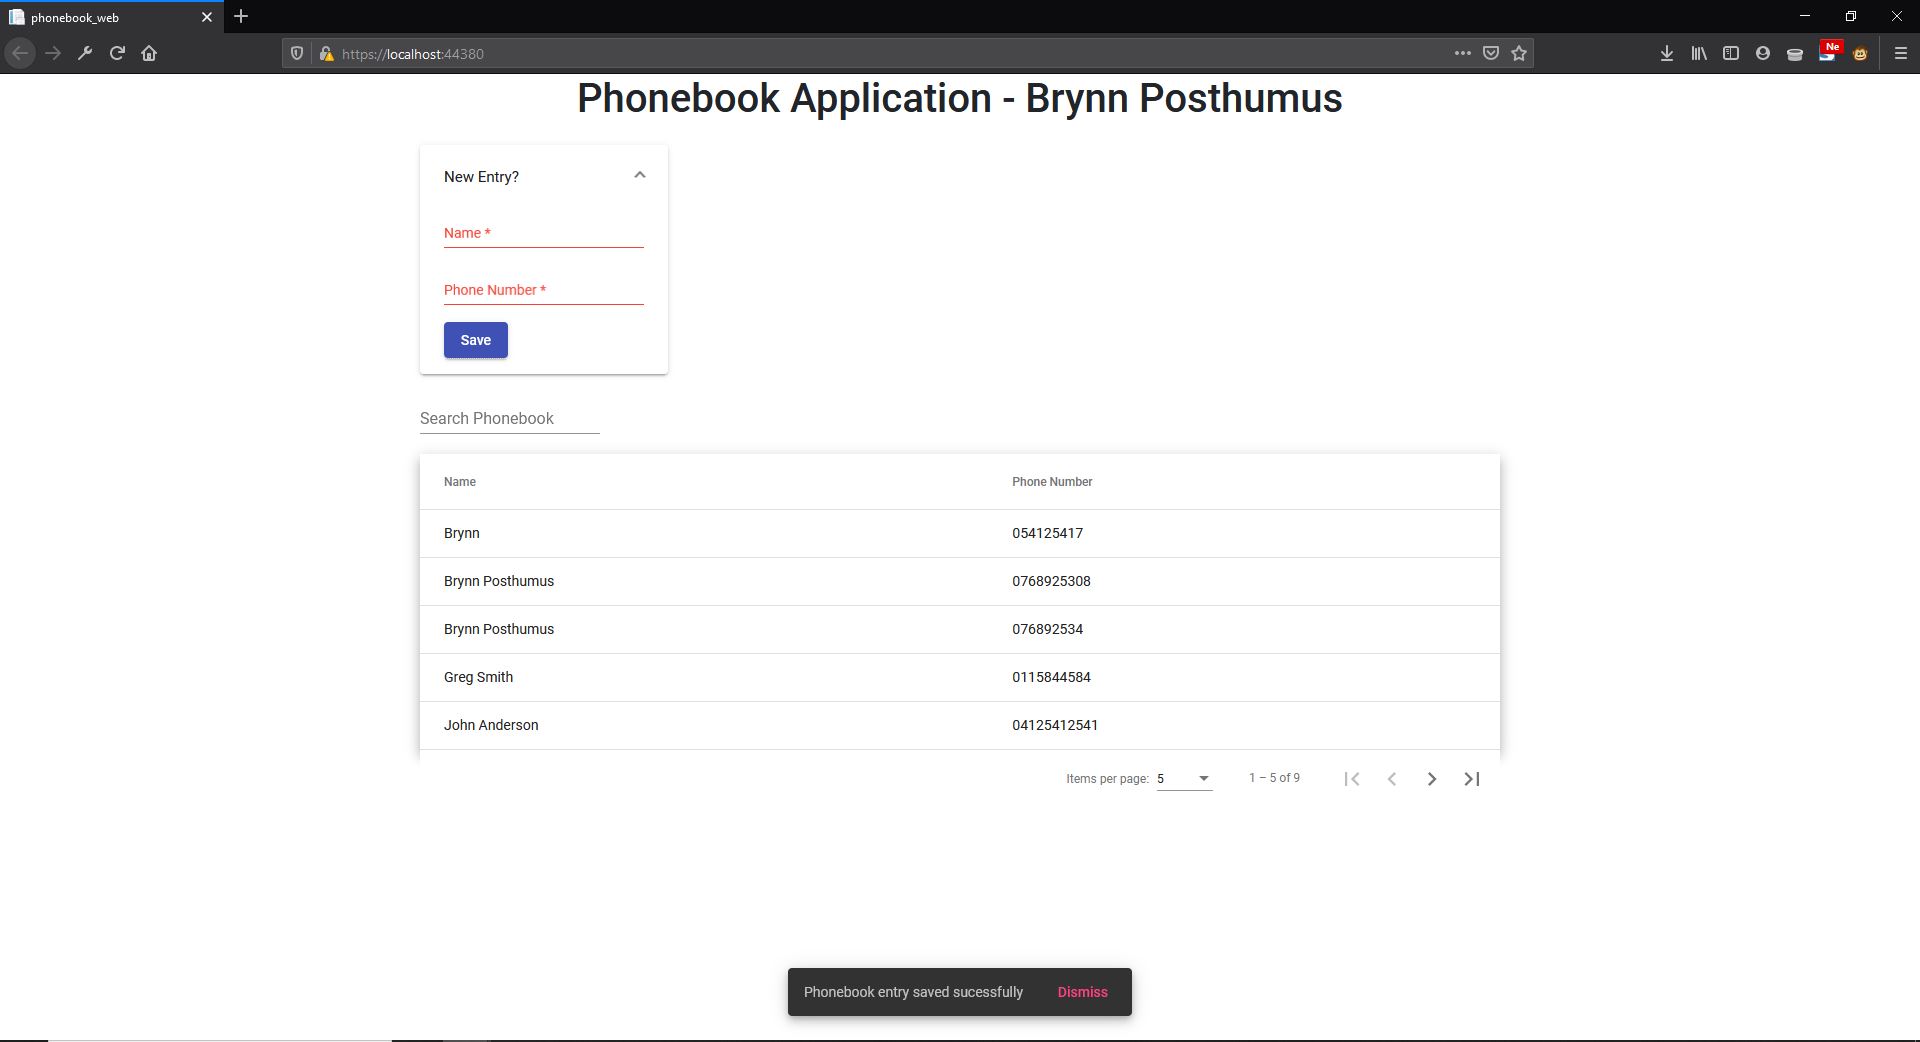 phonebook_web
https://localhost:44380
Ne
Phonebook Application - Brynn Posthumus
New Entry?
Name *
Phone Number *
Save
Search Phonebook
Name Phone Number
Brynn 054125417
Brynn Posthumus 0768925308
Brynn Posthumus 076892534
Greg Smith 0115844584
John Anderson 04125412541
Items per page: 5 1 – 5 of 9
Phonebook entry saved sucessfully Dismiss